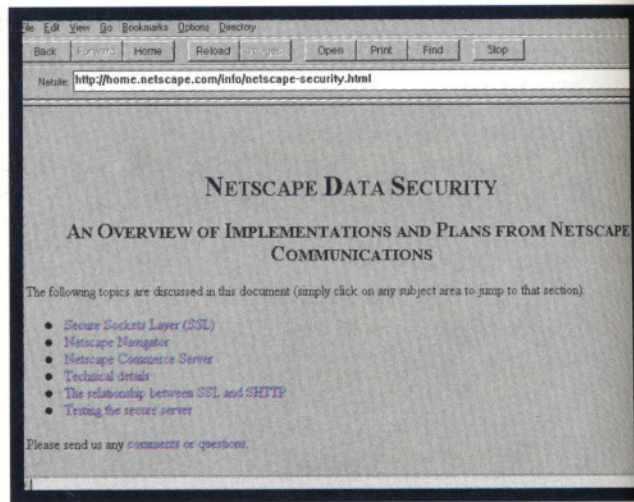 File Edit View Go Bookmarks Options Directory
Back Forward Home Reload Images Open Print Find Stop
Netsite: http://home.netscape.com/info/netscape-security.html
NETSCAPE DATA SECURITY
AN OVERVIEW OF IMPLEMENTATIONS AND PLANS FROM NETSCAPE
COMMUNICATIONS
The following topics are discussed in this document (simply click on any subject area to jump to that section):
Secure Sockets Layer (SSL)
Netscape Navigator
Netscape Commerce Server
Technical details
The relationship between SSL and SHTTP
Testing the secure server
Please send us any comments or questions.